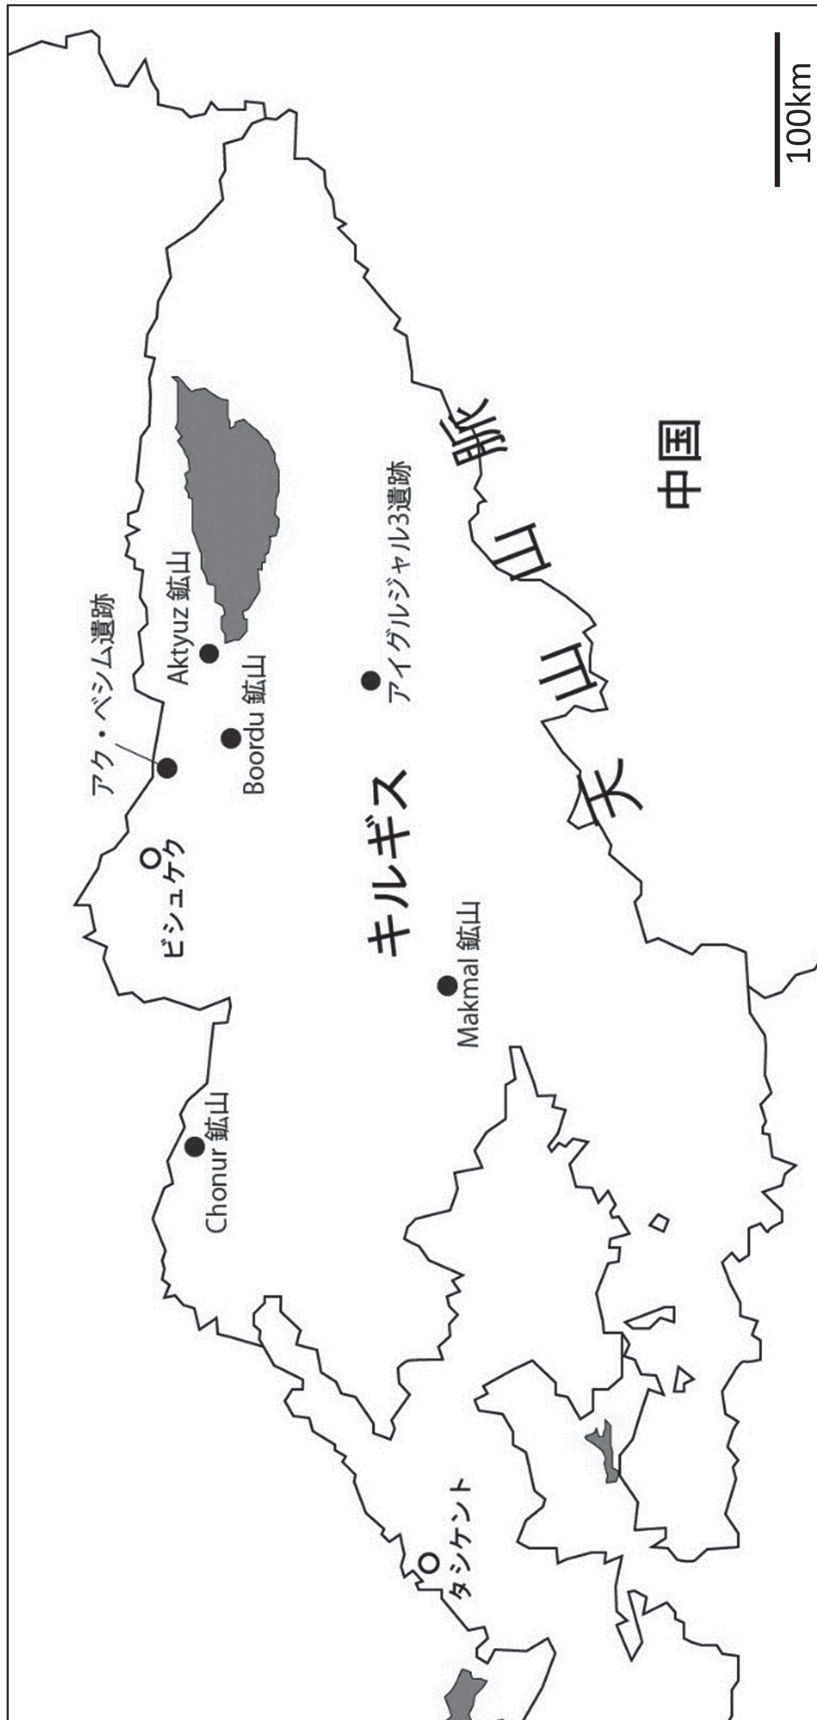 アク・ベシム遺跡
Aktyuz 鉱山
Boordu 鉱山
ビシュケク
Chonur 鉱山
キルギス
アイグルジャル3遺跡
Makmal 鉱山
タシケント
天山山脈
中国
100km